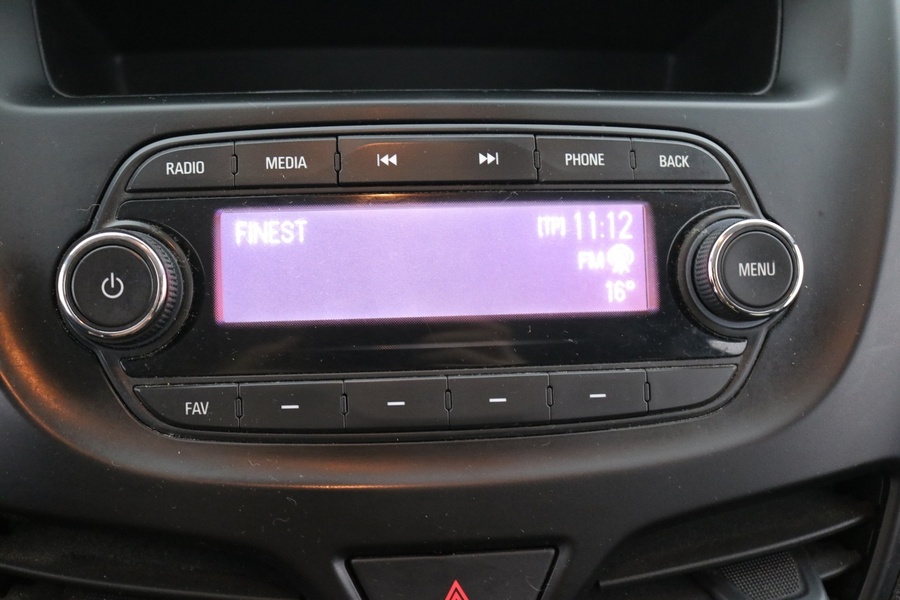 RADIO MEDIA PHONE BACK
FINEST [TP] 11:12
FM
16°
MENU
FAV